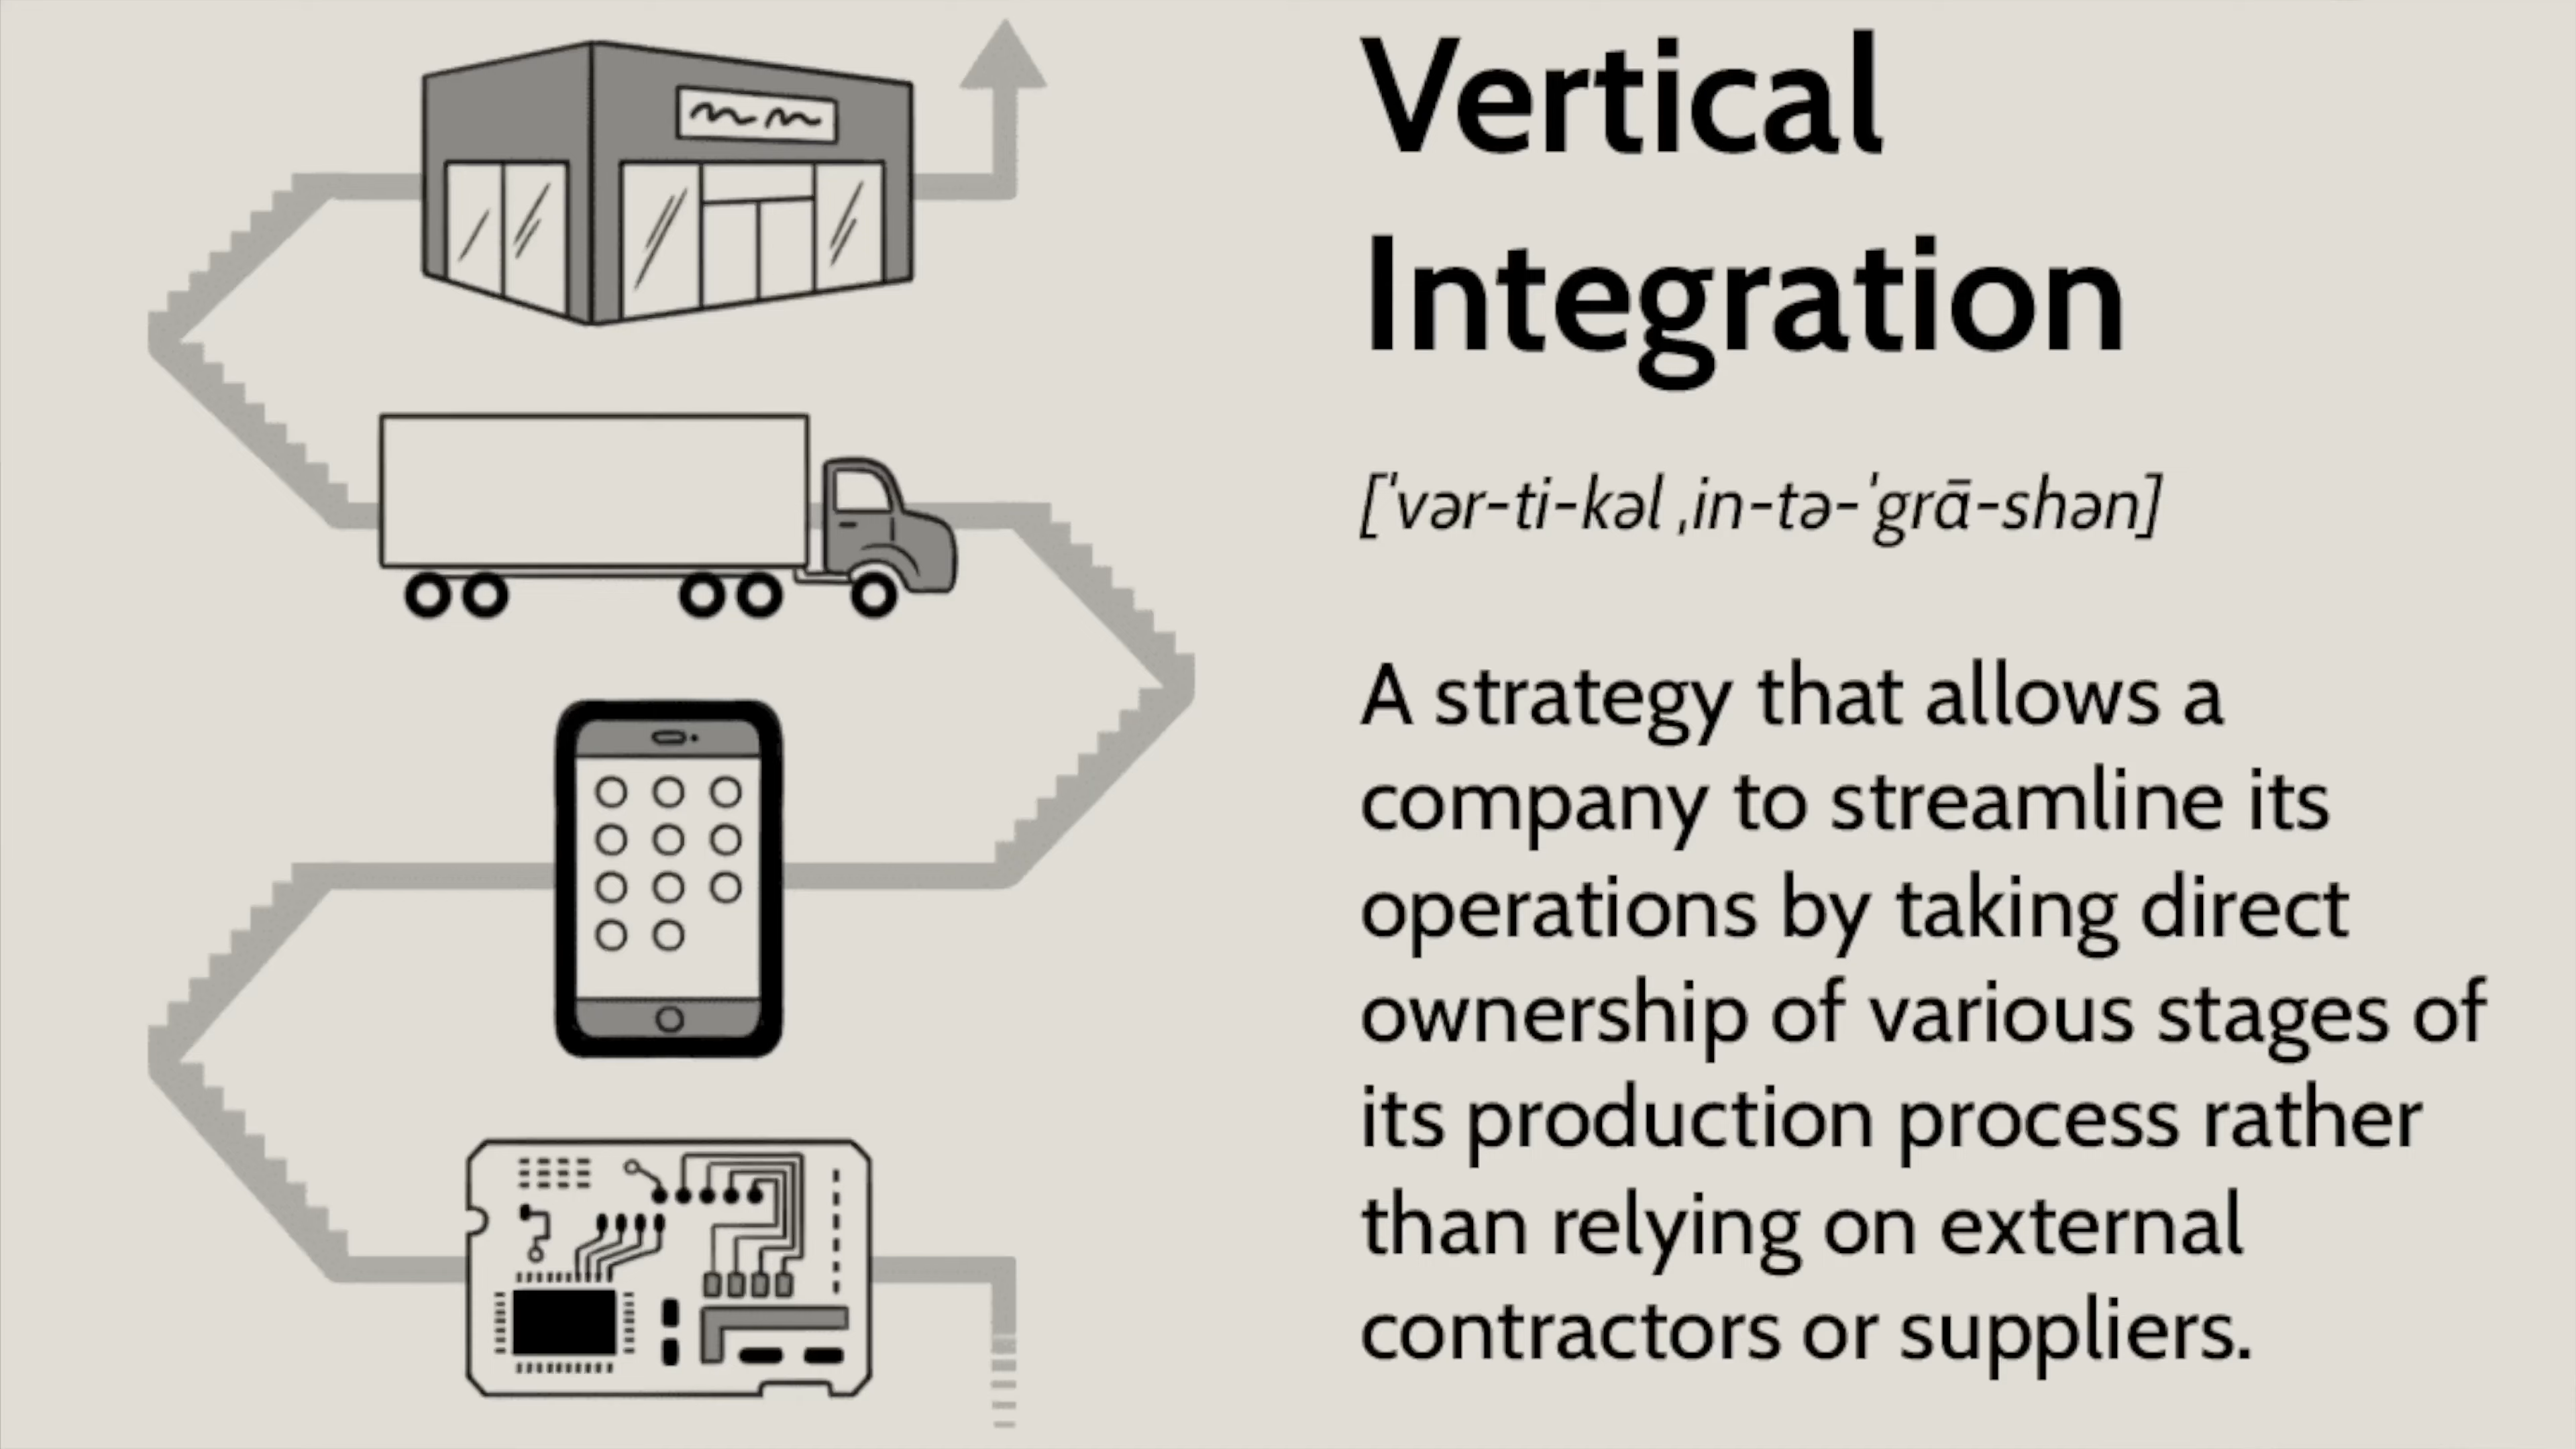 Vertical
Integration
[ˈvər-ti-kəl ˌin-tə-ˈgrā-shən]
A strategy that allows a
company to streamline its
operations by taking direct
ownership of various stages of
its production process rather
than relying on external
contractors or suppliers.